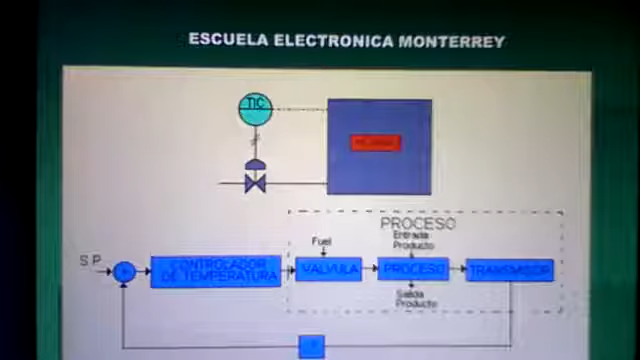 ESCUELA ELECTRONICA MONTERREY
TIC
PROCESO
Entrada
Producto
Fuel
S.P
CONTROLADOR
DE TEMPERATURA
VALVULA
PROCESO
TRANSMISOR
Salida
Producto